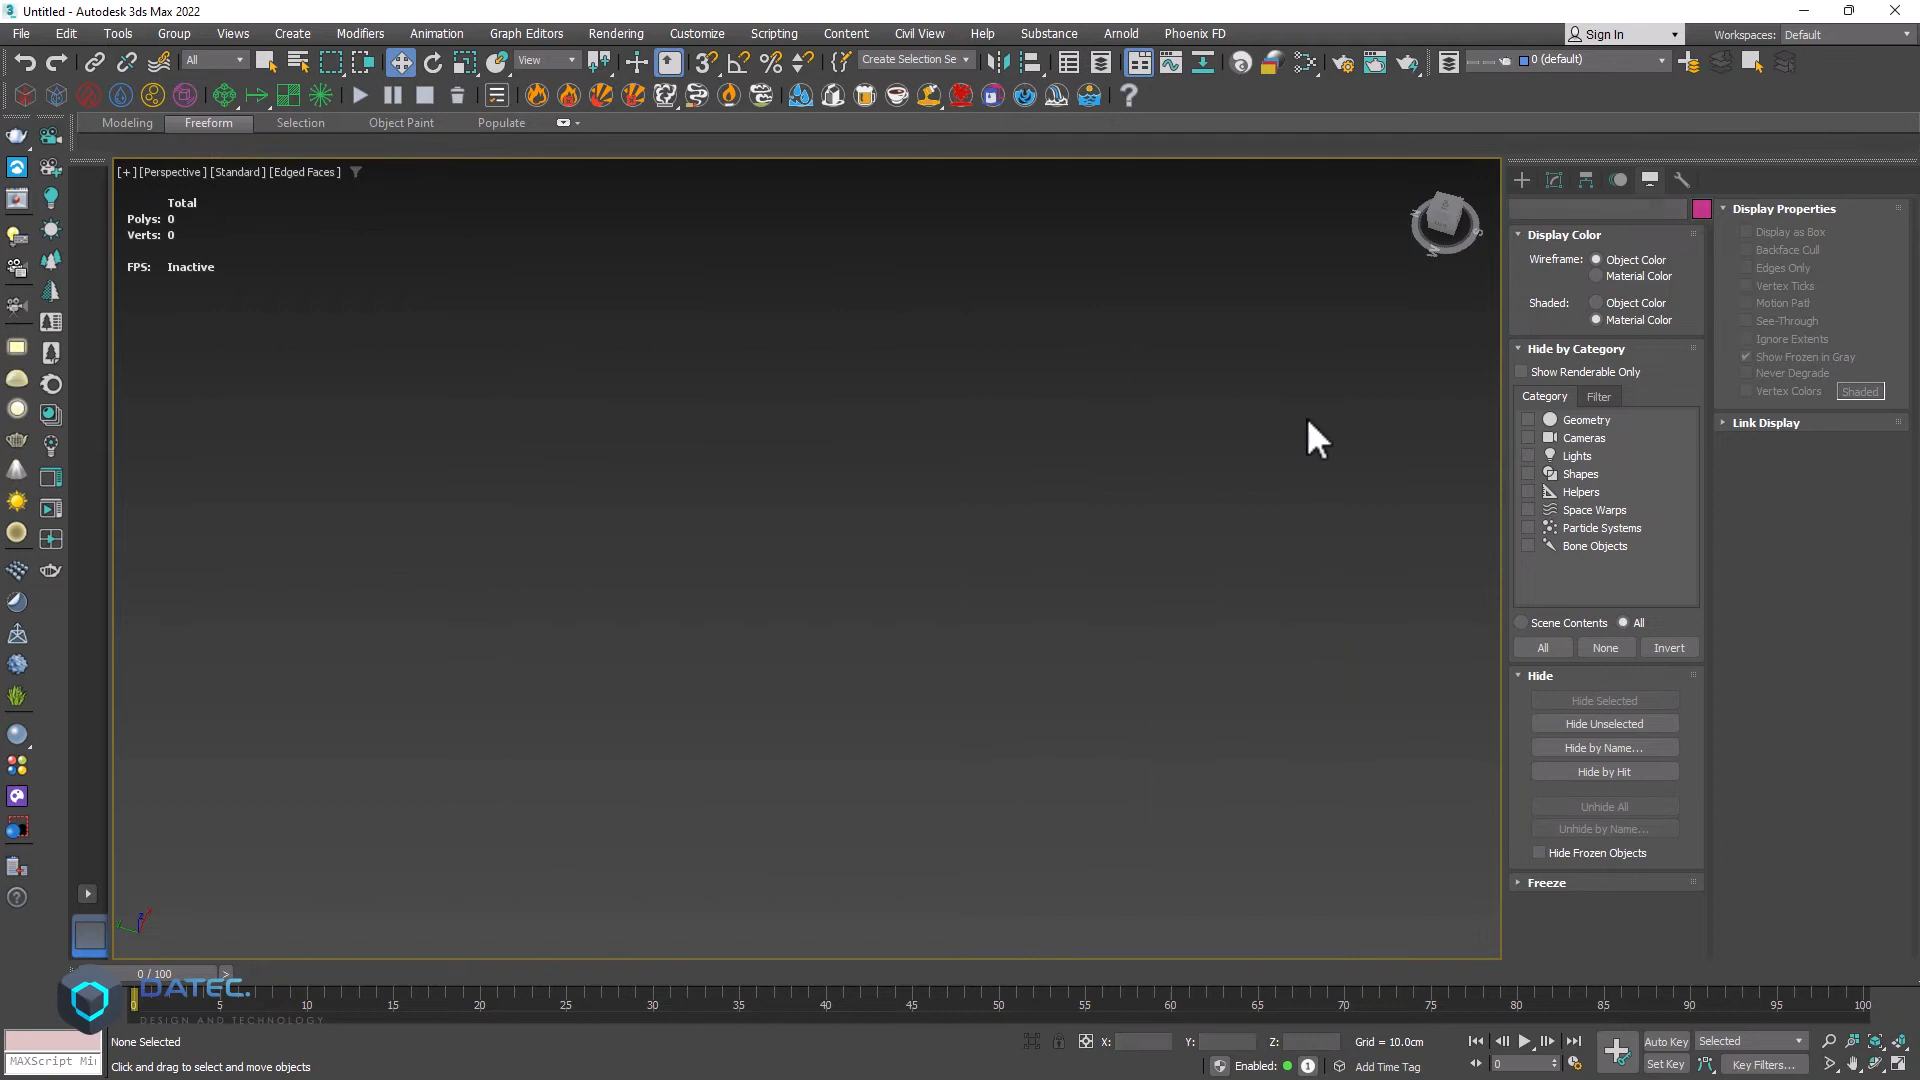 Untitled - Autodesk 3ds Max 2022
File Edit Tools Group Views Create Modifiers Animation Graph Editors Rendering Customize Scripting Content Civil View Help Substance Arnold Phoenix FD Sign In Workspaces: Default
All View Create Selection Se 0 (default)
Modeling Freeform Selection Object Paint Populate
[+] [Perspective ] [Standard ] [Edged Faces ]
Total
Polys: 0
Verts: 0
FPS: Inactive
Display Color
Wireframe: Object Color
Material Color
Shaded: Object Color
Material Color
Hide by Category
Show Renderable Only
Category Filter
Geometry
Cameras
Lights
Shapes
Helpers
Space Warps
Particle Systems
Bone Objects
Scene Contents All
All None Invert
Hide
Hide Selected
Hide Unselected
Hide by Name...
Hide by Hit
Unhide All
Unhide by Name...
Hide Frozen Objects
Freeze
Display Properties
Display as Box
Backface Cull
Edges Only
Vertex Ticks
Motion Path
See-Through
Ignore Extents
Show Frozen in Gray
Never Degrade
Vertex Colors Shaded
Link Display
0 / 100 >
DATEC.
DESIGN AND TECHNOLOGY
0 5 10 15 20 25 30 35 40 45 50 55 60 65 70 75 80 85 90 95 100
None Selected X: Y: Z: Grid = 10.0cm Auto Key Selected
MAXScript Mi Click and drag to select and move objects Enabled: 1 Add Time Tag 0 Set Key Key Filters...